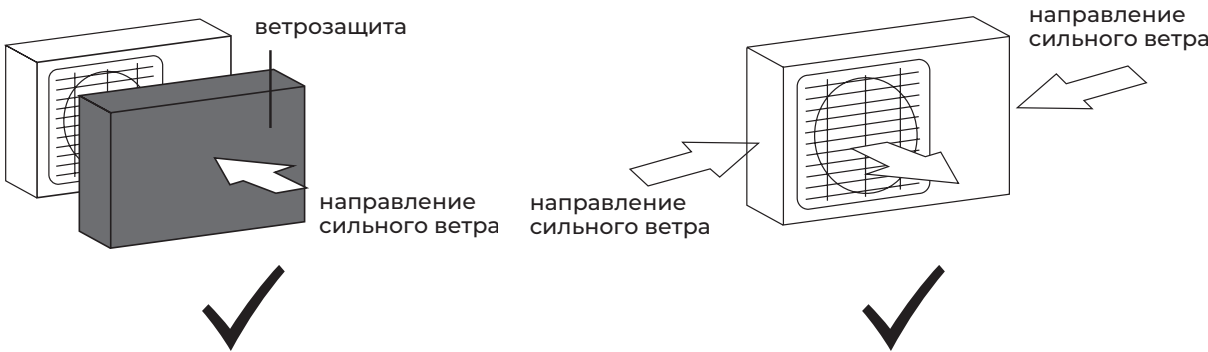 ветрозащита
направление
сильного ветра
направление
сильного ветра
направление
сильного ветра